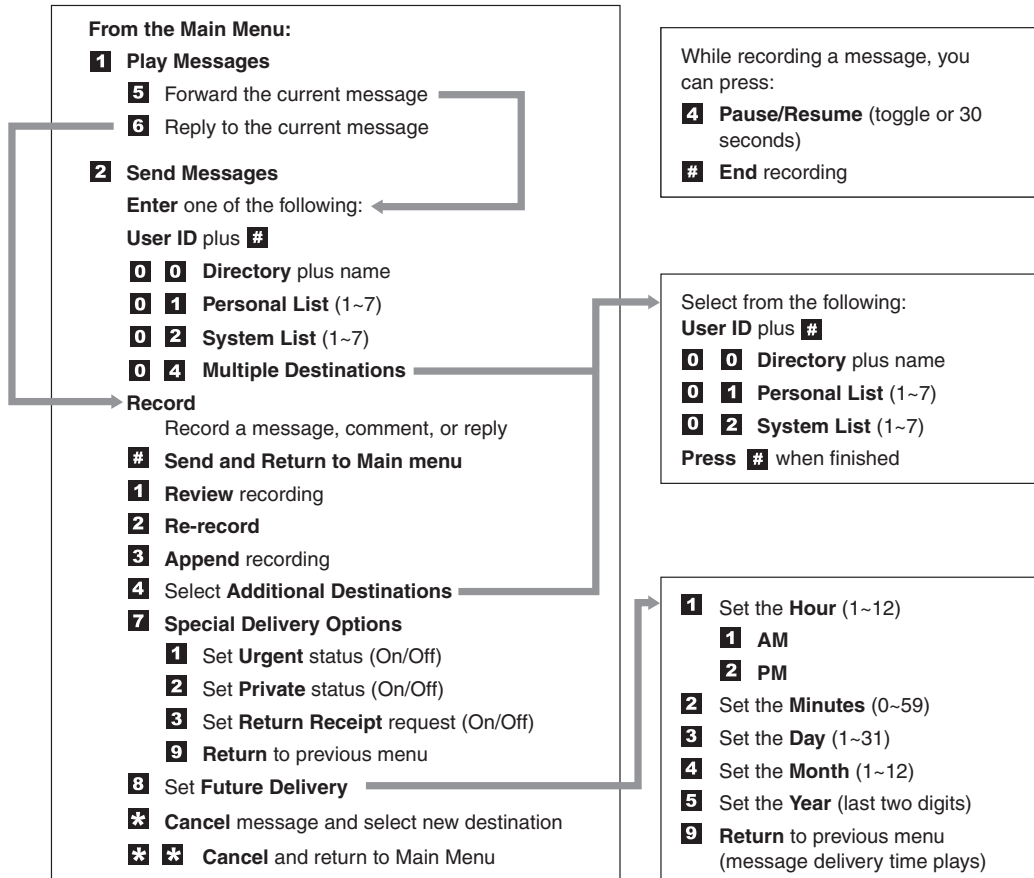 From the Main Menu:
1 Play Messages
5 Forward the current message
6 Reply to the current message
2 Send Messages
Enter one of the following:
User ID plus #
0 0 Directory plus name
0 1 Personal List (1~7)
0 2 System List (1~7)
0 4 Multiple Destinations
Record
Record a message, comment, or reply
# Send and Return to Main menu
1 Review recording
2 Re-record
3 Append recording
4 Select Additional Destinations
7 Special Delivery Options
1 Set Urgent status (On/Off)
2 Set Private status (On/Off)
3 Set Return Receipt request (On/Off)
9 Return to previous menu
8 Set Future Delivery
* Cancel message and select new destination
* * Cancel and return to Main Menu
While recording a message, you
can press:
4 Pause/Resume (toggle or 30
seconds)
# End recording
Select from the following:
User ID plus #
0 0 Directory plus name
0 1 Personal List (1~7)
0 2 System List (1~7)
Press # when finished
1 Set the Hour (1~12)
1 AM
2 PM
2 Set the Minutes (0~59)
3 Set the Day (1~31)
4 Set the Month (1~12)
5 Set the Year (last two digits)
9 Return to previous menu
(message delivery time plays)